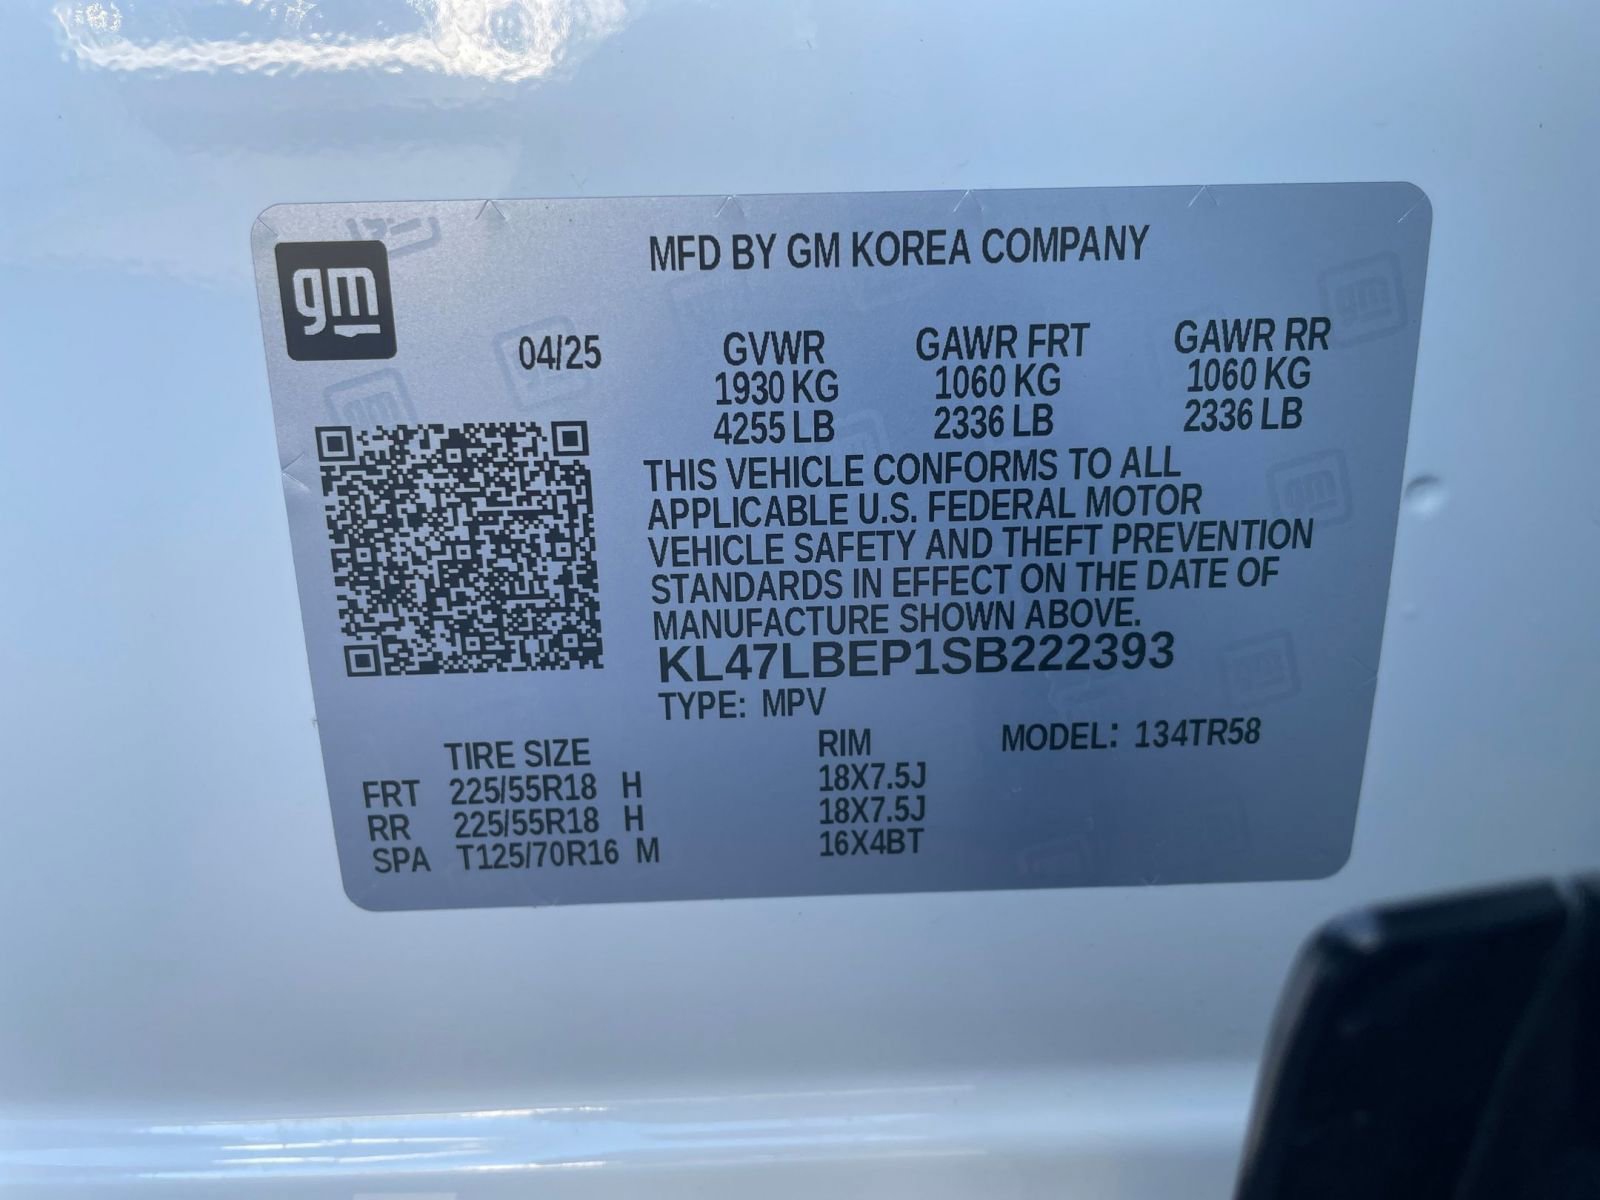 gm
MFD BY GM KOREA COMPANY
04/25
GVWR GAWR FRT GAWR RR
1930 KG 1060 KG 1060 KG
4255 LB 2336 LB 2336 LB
THIS VEHICLE CONFORMS TO ALL
APPLICABLE U.S. FEDERAL MOTOR
VEHICLE SAFETY AND THEFT PREVENTION
STANDARDS IN EFFECT ON THE DATE OF
MANUFACTURE SHOWN ABOVE.
KL47LBEP1SB222393
TYPE: MPV
TIRE SIZE RIM MODEL: 134TR58
FRT 225/55R18 H 18X7.5J
RR 225/55R18 H 18X7.5J
SPA T125/70R16 M 16X4BT